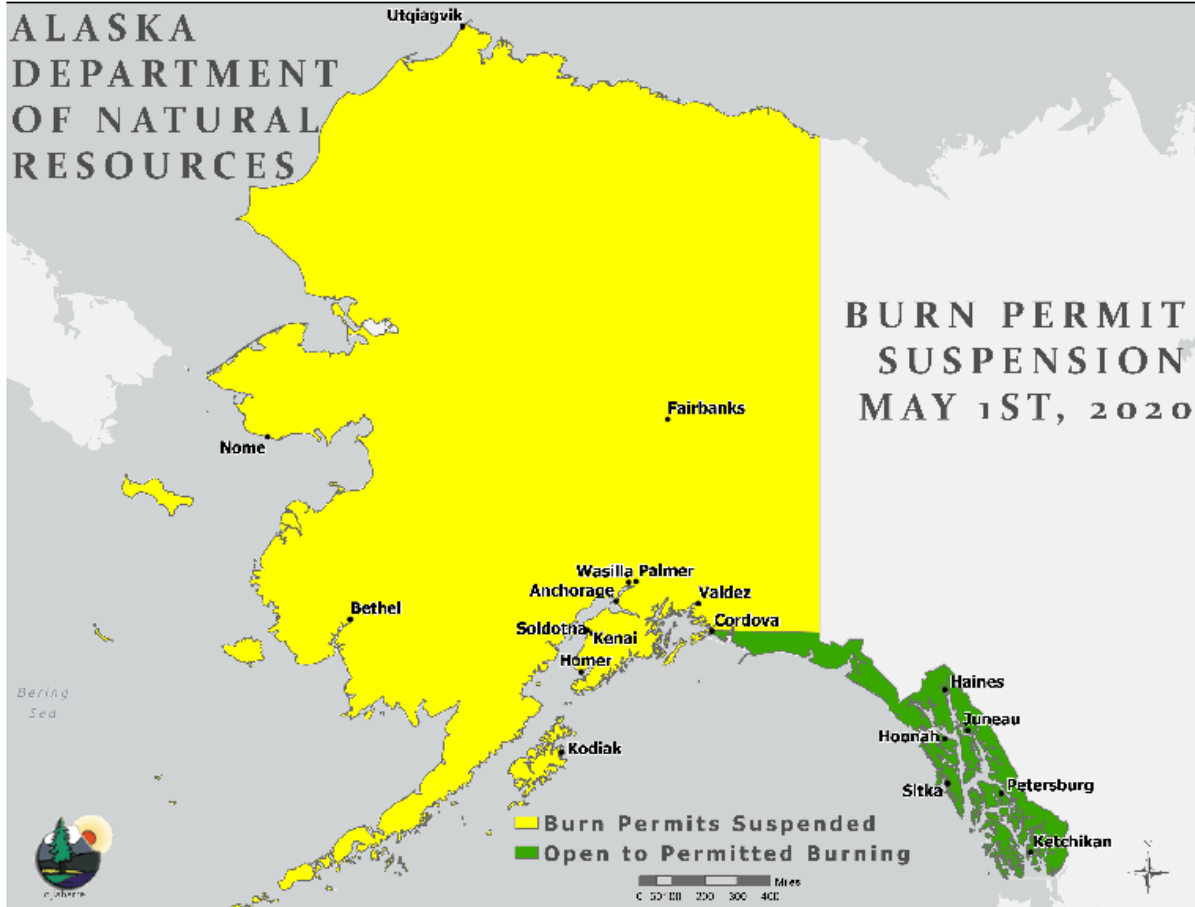 ALASKA
DEPARTMENT
OF NATURAL
RESOURCES
Utqiagvik
BURN PERMIT
SUSPENSION
MAY 1ST, 2020
Fairbanks
Nome
Wasilla Palmer
Anchorage
Valdez
Bethel
Soldotna
Kenai
Cordova
Homer
Haines
Bering
Sea
Juneau
Hoonah
Kodiak
Sitka
Petersburg
Burn Permits Suspended
Ketchikan
Open to Permitted Burning
Miles
0 50100 200 300 400